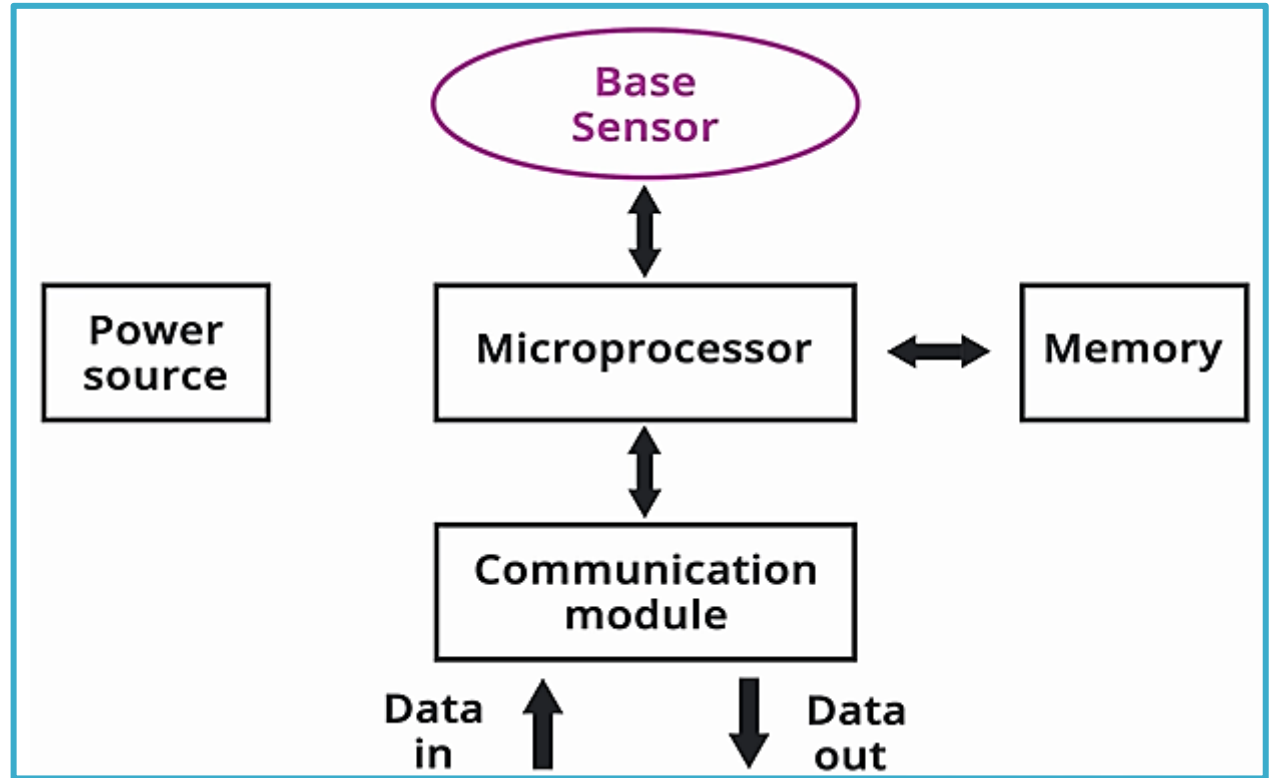 Base
Sensor
Power
source
Microprocessor
Memory
Communication
module
Data
in
Data
out